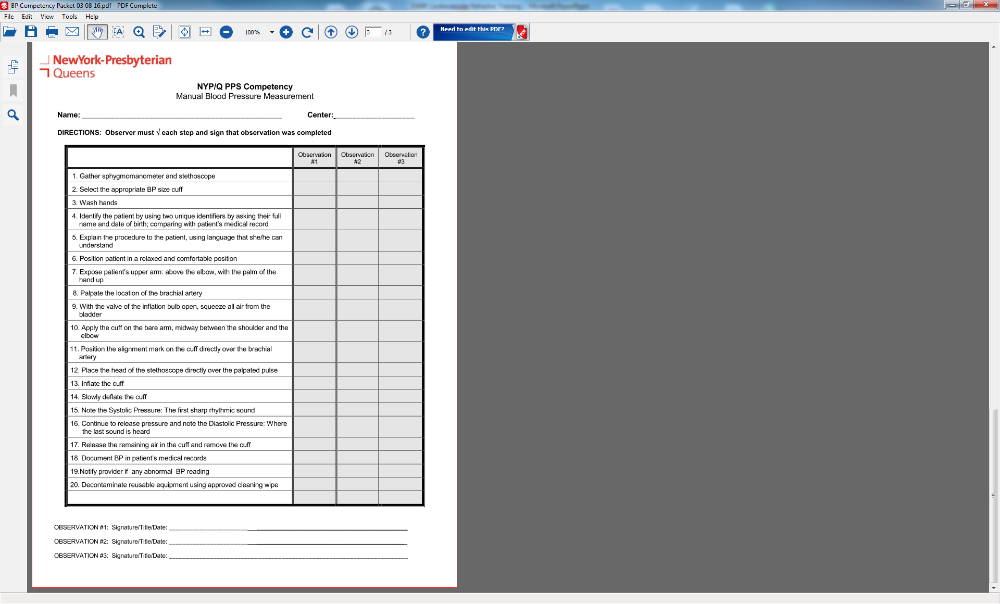 BP Competency Packet 03 08 16.pdf - PDF Complete
File Edit View Tools Help
100% 3 / 3 Need to edit this PDF?
NewYork-Presbyterian
Queens
NYP/Q PPS Competency
Manual Blood Pressure Measurement
Name: ________________________________________________ Center:____________________
DIRECTIONS: Observer must √ each step and sign that observation was completed
Observation #1 Observation #2 Observation #3
1. Gather sphygmomanometer and stethoscope
2. Select the appropriate BP size cuff
3. Wash hands
4. Identify the patient by using two unique identifiers by asking their full
name and date of birth; comparing with patient's medical record
5. Explain the procedure to the patient, using language that she/he can
understand
6. Position patient in a relaxed and comfortable position
7. Expose patient's upper arm: above the elbow, with the palm of the
hand up
8. Palpate the location of the brachial artery
9. With the valve of the inflation bulb open, squeeze all air from the
bladder
10. Apply the cuff on the bare arm, midway between the shoulder and the
elbow
11. Position the alignment mark on the cuff directly over the brachial
artery
12. Place the head of the stethoscope directly over the palpated pulse
13. Inflate the cuff
14. Slowly deflate the cuff
15. Note the Systolic Pressure: The first sharp rhythmic sound
16. Continue to release pressure and note the Diastolic Pressure: Where
the last sound is heard
17. Release the remaining air in the cuff and remove the cuff
18. Document BP in patient's medical records
19.Notify provider if any abnormal BP reading
20. Decontaminate reusable equipment using approved cleaning wipe
OBSERVATION #1: Signature/Title/Date: ______________________________________________
OBSERVATION #2: Signature/Title/Date: ______________________________________________
OBSERVATION #3: Signature/Title/Date: ______________________________________________